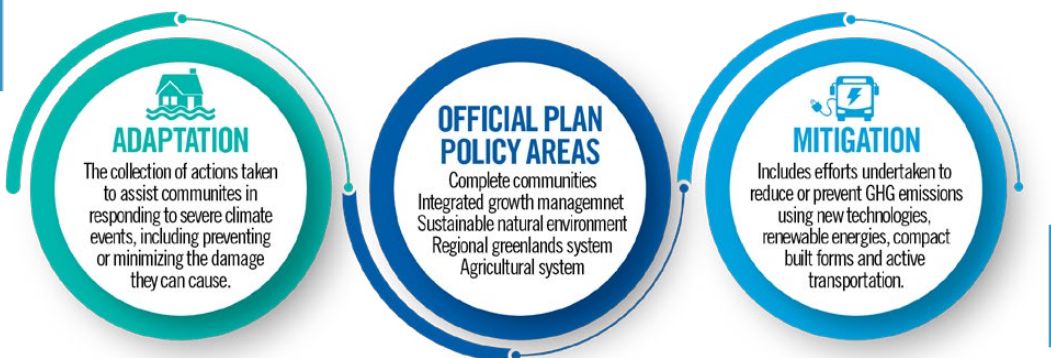 ADAPTATION
The collection of actions taken
to assist communites in
responding to severe climate
events, including preventing
or minimizing the damage
they can cause.
OFFICIAL PLAN
POLICY AREAS
Complete communities
Integrated growth managemnet
Sustainable natural environment
Regional greenlands system
Agricultural system
MITIGATION
Includes efforts undertaken to
reduce or prevent GHG emissions
using new technologies,
renewable energies, compact
built forms and active
transportation.